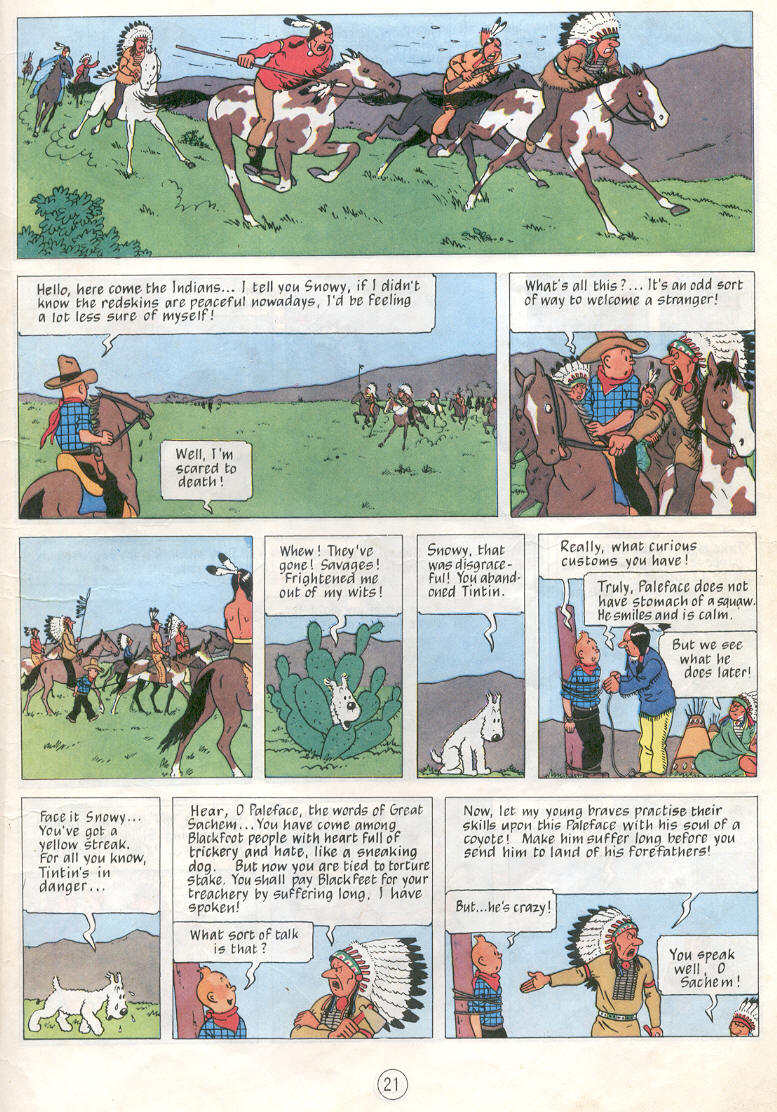 Hello, here come the Indians... I tell you Snowy, if I didn't
know the redskins are peaceful nowadays, I'd be feeling
a lot less sure of myself!
Well, I'm
scared to
death!
What's all this?... It's an odd sort
of way to welcome a stranger!
Whew! They've
gone! Savages!
Frightened me
out of my wits!
Snowy, that
was disgrace-
ful! You aband-
oned Tintin.
Really, what curious
customs you have!
Truly, Paleface does not
have stomach of a squaw.
He smiles and is calm.
But we see
what he
does later!
Face it Snowy...
You've got a
yellow streak.
For all you know,
Tintin's in
danger...
Hear, O Paleface, the words of Great
Sachem... You have come among
Blackfoot people with heart full of
trickery and hate, like a sneaking
dog. But now you are tied to torture
stake. You shall pay Blackfeet for your
treachery by suffering long. I have
spoken!
What sort of talk
is that?
Now, let my young braves practise their
skills upon this Paleface with his soul of a
coyote! Make him suffer long before you
send him to land of his forefathers!
But...he's crazy!
You speak
well, O
Sachem!
21